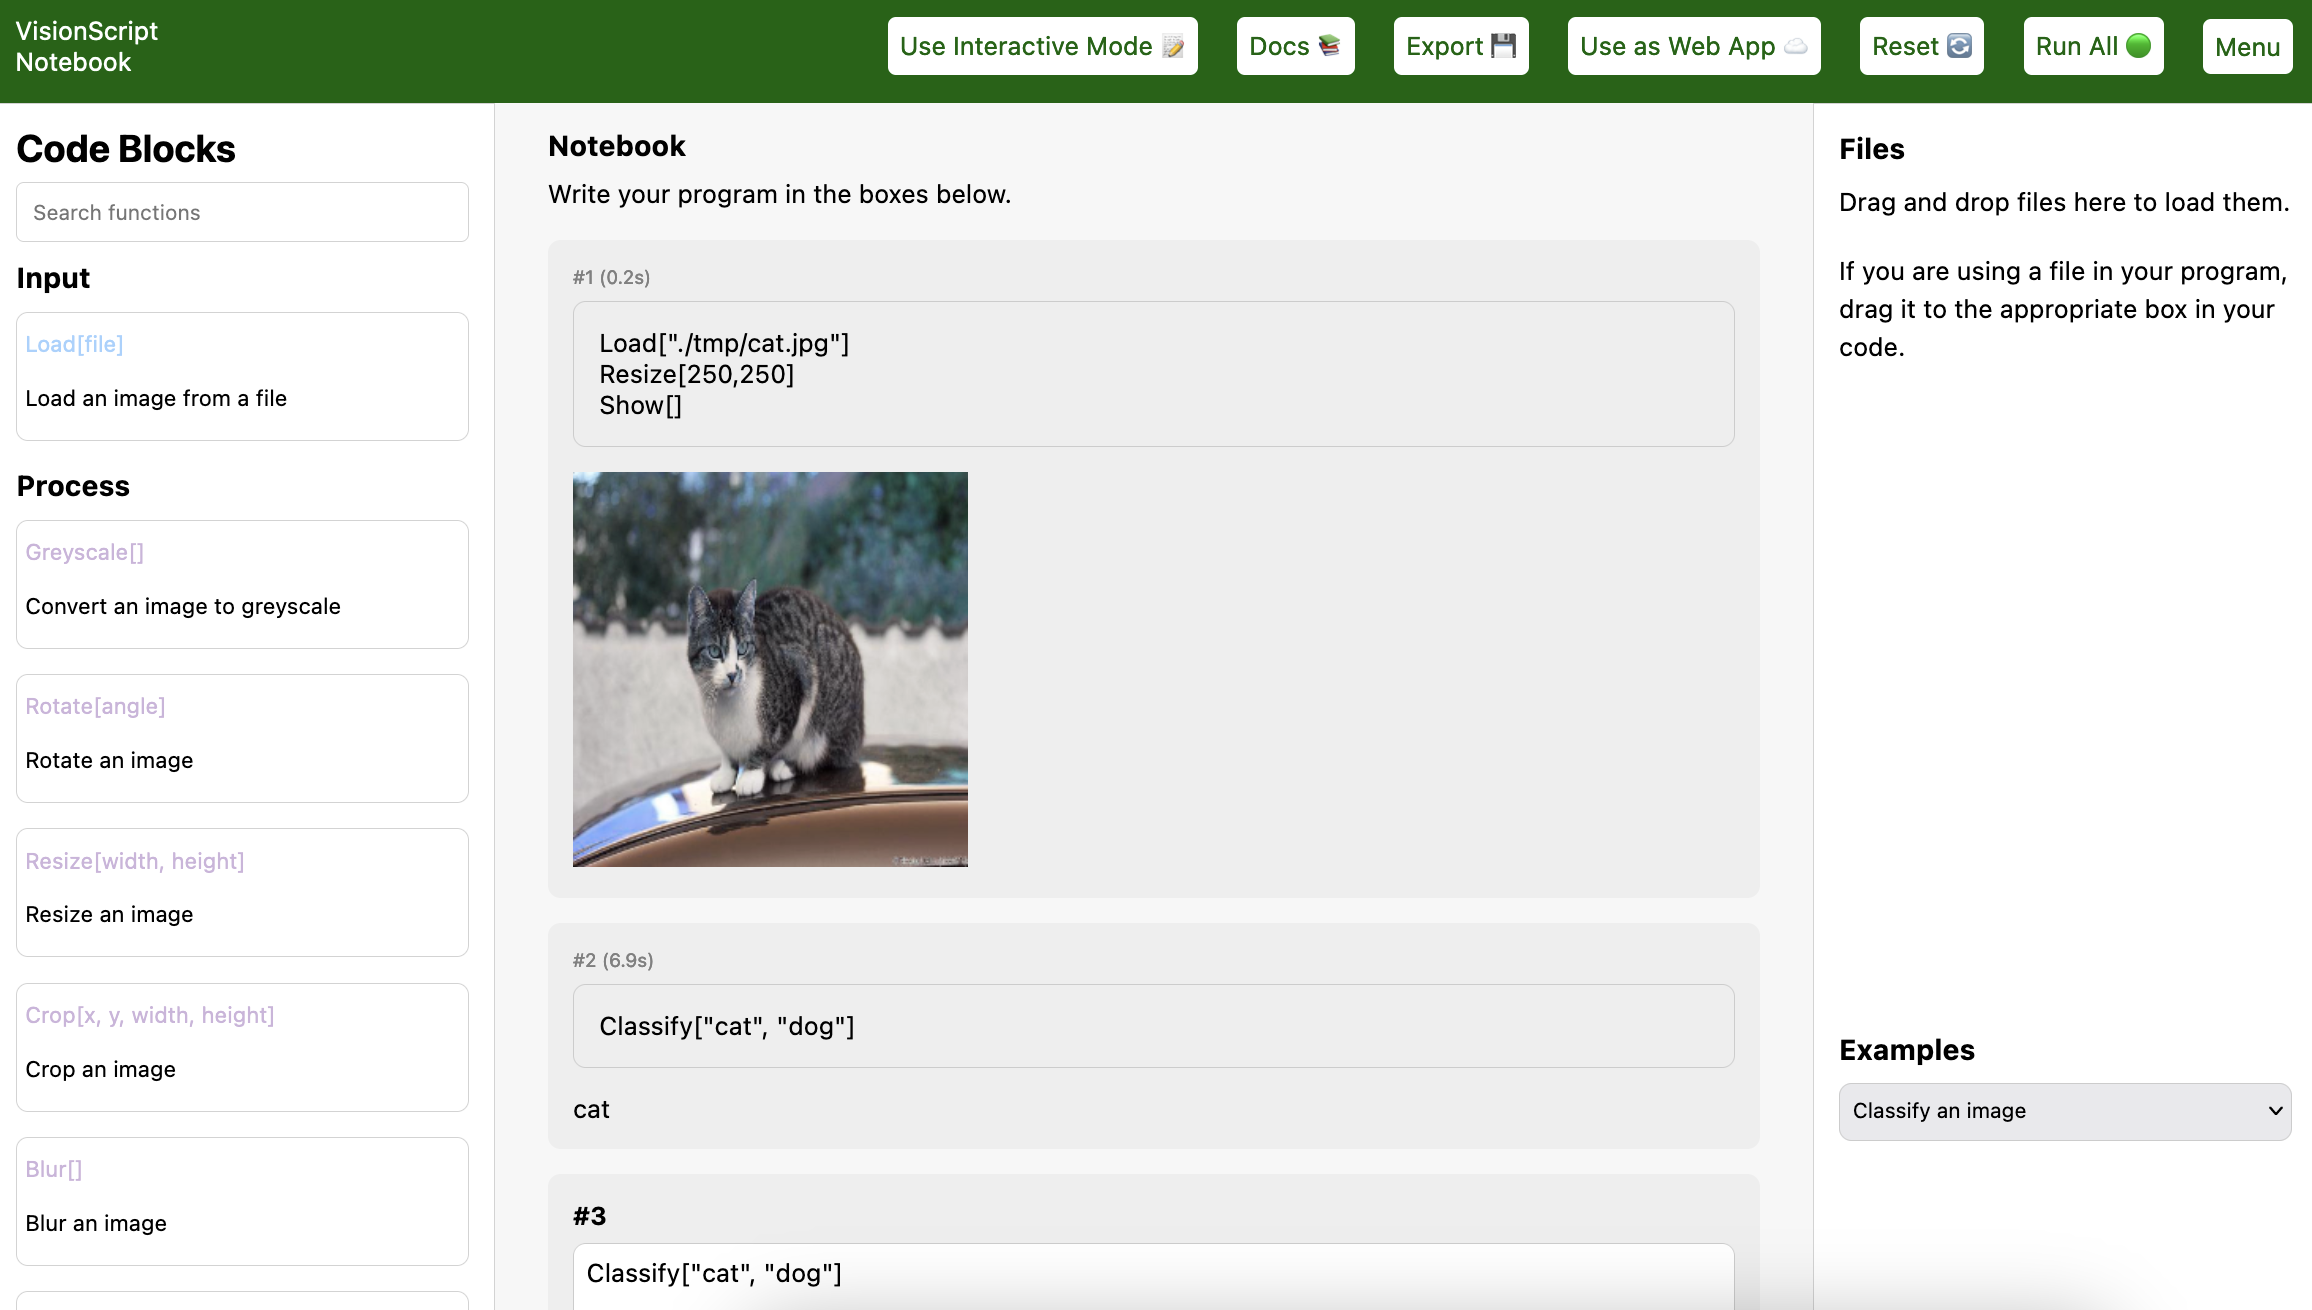 VisionScript
Notebook
Use Interactive Mode 📝
Docs 📚
Export 💾
Use as Web App ☁️
Reset 🔄
Run All 🟢
Menu
Code Blocks
Search functions
Input
Load[file]
Load an image from a file
Process
Greyscale[]
Convert an image to greyscale
Rotate[angle]
Rotate an image
Resize[width, height]
Resize an image
Crop[x, y, width, height]
Crop an image
Blur[]
Blur an image
Notebook
Write your program in the boxes below.
#1 (0.2s)
Load["./tmp/cat.jpg"]
Resize[250,250]
Show[]
#2 (6.9s)
Classify["cat", "dog"]
cat
#3
Classify["cat", "dog"]
Files
Drag and drop files here to load them.
If you are using a file in your program,
drag it to the appropriate box in your
code.
Examples
Classify an image